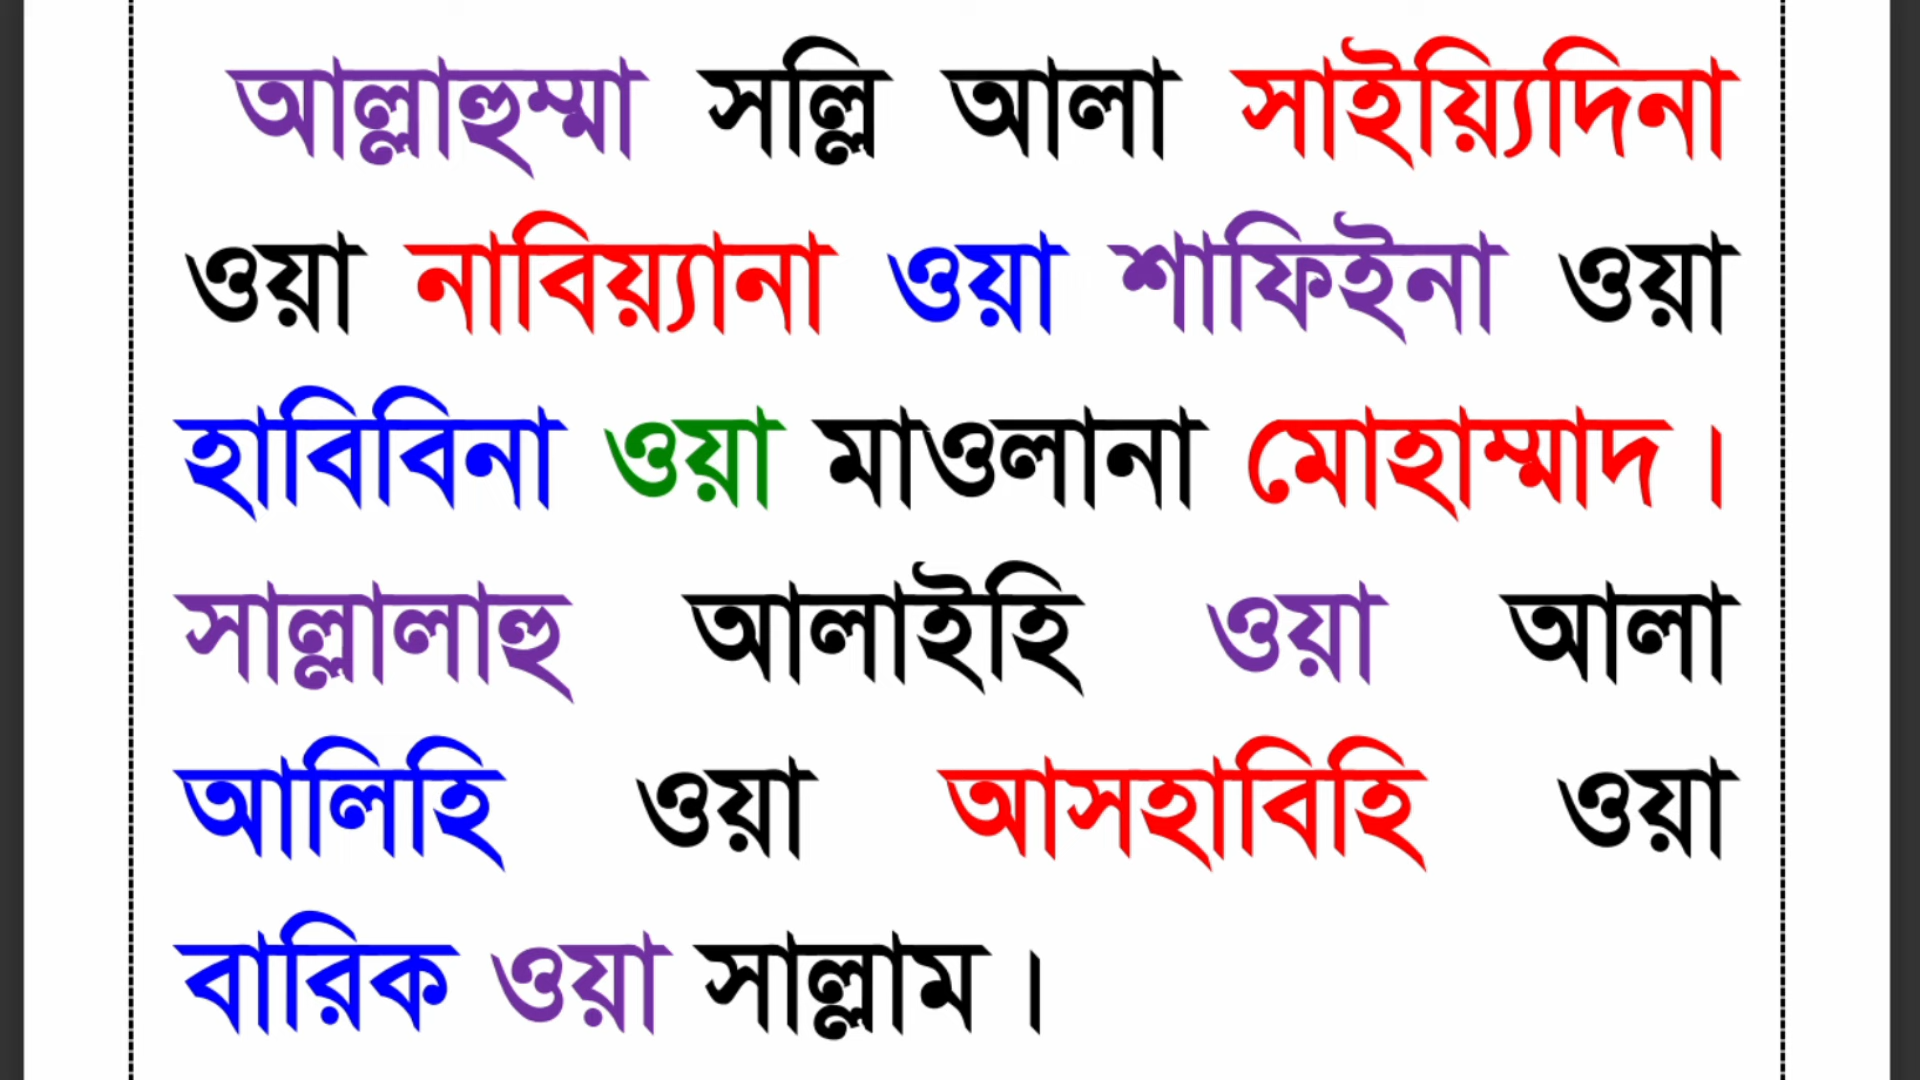 আল্লাহুম্মা সল্লি আলা সাইয়্যিদিনা
ওয়া নাবিয়্যানা ওয়া শাফিইনা ওয়া
হাবিবিনা ওয়া মাওলানা মোহাম্মাদ।
সাল্লালাহু আলাইহি ওয়া আলা
আলিহি ওয়া আসহাবিহি ওয়া
বারিক ওয়া সাল্লাম।